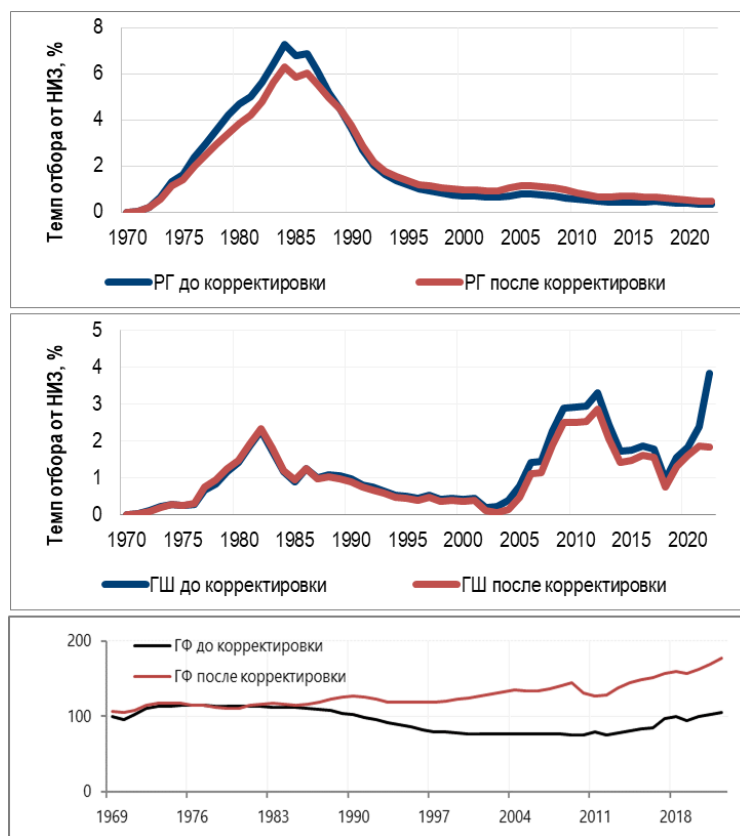 Темп отбора от НИЗ, %
8
6
4
2
0
1970 1975 1980 1985 1990 1995 2000 2005 2010 2015 2020
РГ до корректировки РГ после корректировки
Темп отбора от НИЗ, %
5
4
3
2
1
0
1970 1975 1980 1985 1990 1995 2000 2005 2010 2015 2020
ГШ до корректировки ГШ после корректировки
200
ГФ до корректировки
ГФ после корректировки
100
0
1969 1976 1983 1990 1997 2004 2011 2018